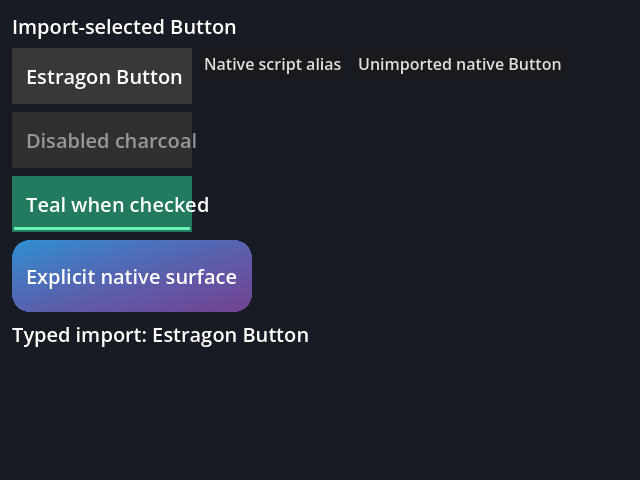 Import-selected Button
Estragon Button
Native script alias
Unimported native Button
Disabled charcoal
Teal when checked
Explicit native surface
Typed import: Estragon Button